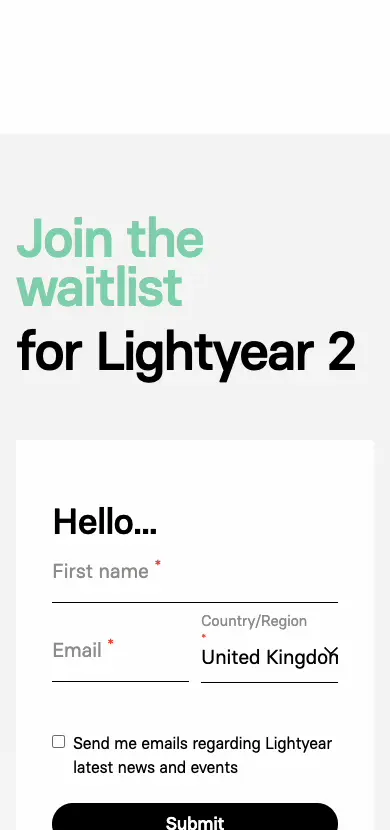 Join the
waitlist
for Lightyear 2
Hello...
First name *
Country/Region
*
Email *
United Kingdom
Send me emails regarding Lightyear
latest news and events
Submit